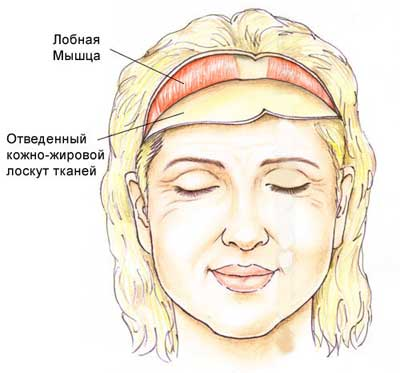 Лобная
Мышца
Отведенный
кожно-жировой
лоскут тканей